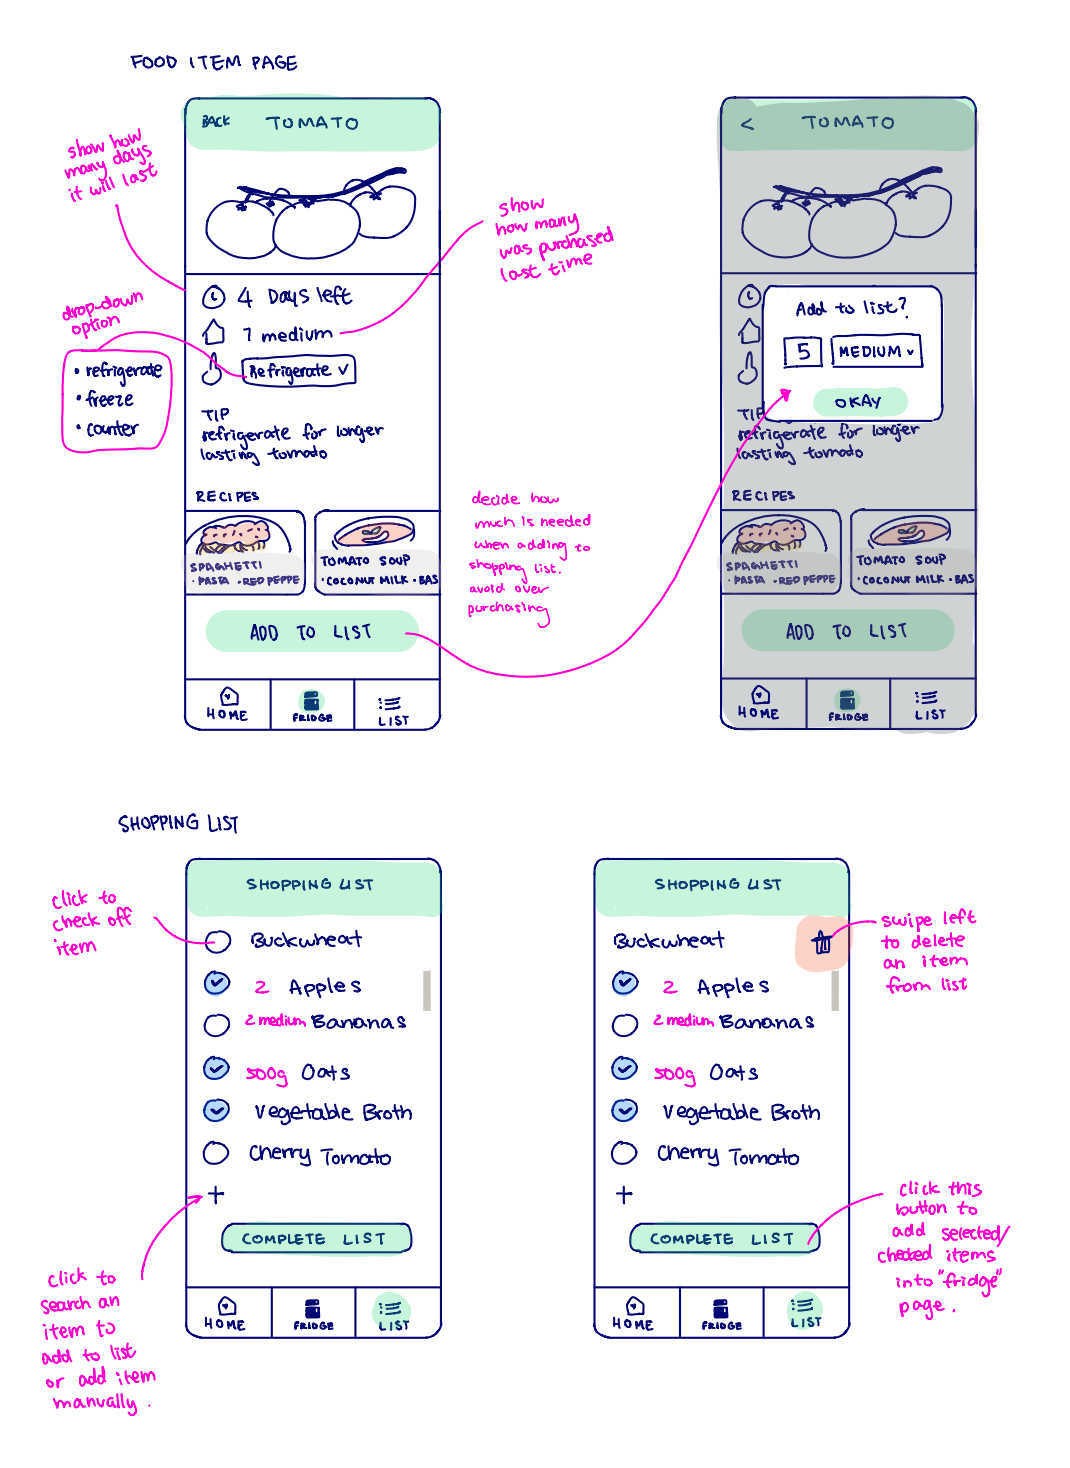 FOOD ITEM PAGE
BACK TOMATO
show how
many days
it will last
4 Days left
7 medium
Refrigerate
show
how many
was purchased
last time
drop-down
option
• refrigerate
• freeze
• counter
TIP
refrigerate for longer
lasting tomato
RECIPES
SPAGHETTI
• PASTA • RED PEPPE
TOMATO SOUP
• COCONUT MILK • BAS
ADD TO LIST
HOME
FRIDGE
LIST
decide how
much is needed
when adding to
shopping list.
avoid over
purchasing
< TOMATO
Add to list?
5 MEDIUM
OKAY
TIP
refrigerate for longer
lasting tomato
RECIPES
SPAGHETTI
• PASTA • RED PEPPE
TOMATO SOUP
• COCONUT MILK • BAS
ADD TO LIST
HOME
FRIDGE
LIST
SHOPPING LIST
SHOPPING LIST
click to
check off
item
Buckwheat
2 Apples
2 medium Bananas
500g Oats
Vegetable Broth
Cherry Tomato
+
COMPLETE LIST
HOME
FRIDGE
LIST
click to
search an
item to
add to list
or add item
manually.
SHOPPING LIST
Buckwheat
2 Apples
2 medium Bananas
500g Oats
Vegetable Broth
Cherry Tomato
+
COMPLETE LIST
HOME
FRIDGE
LIST
swipe left
to delete
an item
from list
click this
button to
add selected/
checked items
into "fridge"
page.